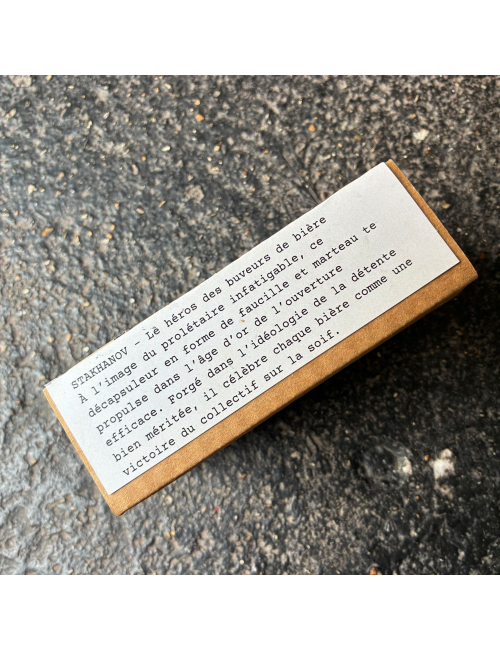 STAKHANOV – Le héros des buveurs de bière
À l'image du prolétaire infatigable, ce
décapsuleur en forme de faucille et marteau te
propulse dans l'âge d'or de l'ouverture
efficace. Forgé dans l'idéologie de la détente
bien méritée, il célèbre chaque bière comme une
victoire du collectif sur la soif.